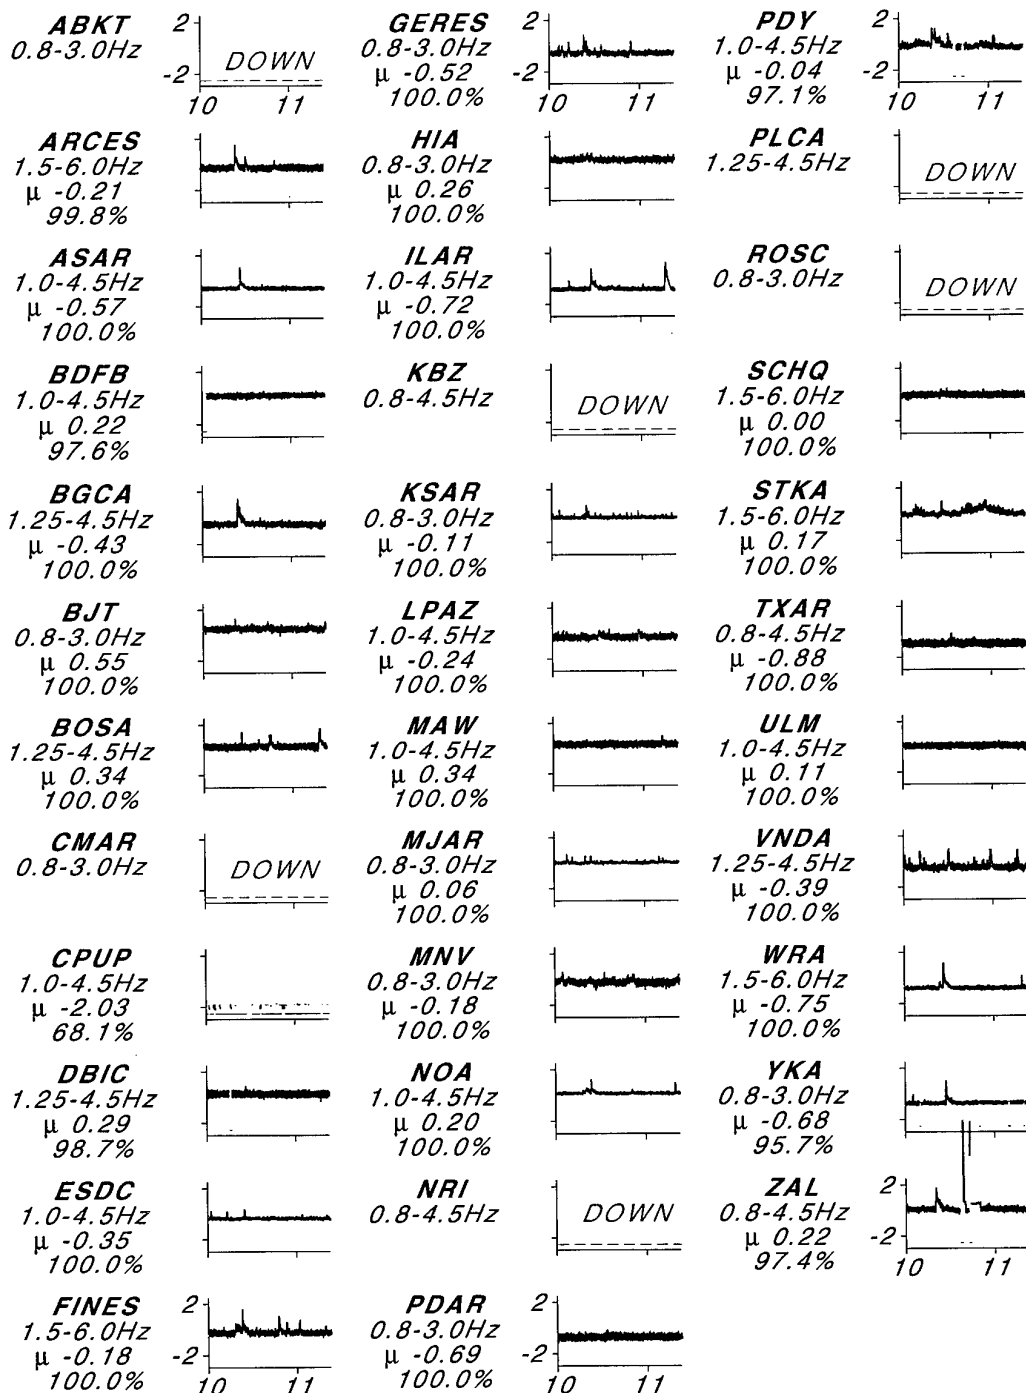 ABKT
0.8-3.0Hz
2
-2
DOWN
10 11
ARCES
1.5-6.0Hz
μ -0.21
99.8%
ASAR
1.0-4.5Hz
μ -0.57
100.0%
BDFB
1.0-4.5Hz
μ 0.22
97.6%
BGCA
1.25-4.5Hz
μ -0.43
100.0%
BJT
0.8-3.0Hz
μ 0.55
100.0%
BOSA
1.25-4.5Hz
μ 0.34
100.0%
CMAR
0.8-3.0Hz
DOWN
CPUP
1.0-4.5Hz
μ -2.03
68.1%
DBIC
1.25-4.5Hz
μ 0.29
98.7%
ESDC
1.0-4.5Hz
μ -0.35
100.0%
FINES
1.5-6.0Hz
μ -0.18
100.0%
2
-2
10 11
GERES
0.8-3.0Hz
μ -0.52
100.0%
2
-2
10 11
HIA
0.8-3.0Hz
μ 0.26
100.0%
ILAR
1.0-4.5Hz
μ -0.72
100.0%
KBZ
0.8-4.5Hz
DOWN
KSAR
0.8-3.0Hz
μ -0.11
100.0%
LPAZ
1.0-4.5Hz
μ -0.24
100.0%
MAW
1.0-4.5Hz
μ 0.34
100.0%
MJAR
0.8-3.0Hz
μ 0.06
100.0%
MNV
0.8-3.0Hz
μ -0.18
100.0%
NOA
1.0-4.5Hz
μ 0.20
100.0%
NRI
0.8-4.5Hz
DOWN
PDAR
0.8-3.0Hz
μ -0.69
100.0%
2
-2
10 11
PDY
1.0-4.5Hz
μ -0.04
97.1%
2
-2
10 11
PLCA
1.25-4.5Hz
DOWN
ROSC
0.8-3.0Hz
DOWN
SCHQ
1.5-6.0Hz
μ 0.00
100.0%
STKA
1.5-6.0Hz
μ 0.17
100.0%
TXAR
0.8-4.5Hz
μ -0.88
100.0%
ULM
1.0-4.5Hz
μ 0.11
100.0%
VNDA
1.25-4.5Hz
μ -0.39
100.0%
WRA
1.5-6.0Hz
μ -0.75
100.0%
YKA
0.8-3.0Hz
μ -0.68
95.7%
ZAL
0.8-4.5Hz
μ 0.22
97.4%
2
-2
10 11